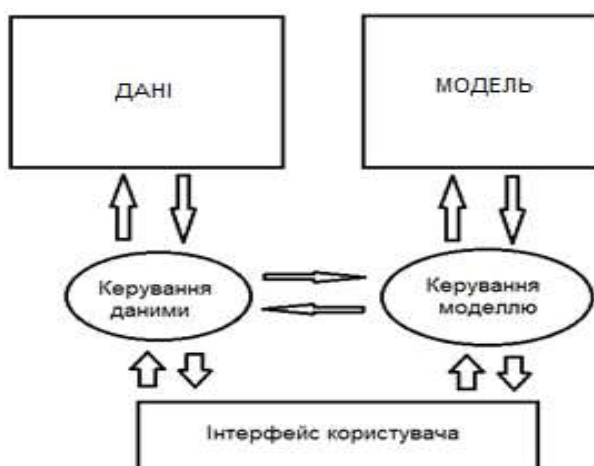 ДАНІ
МОДЕЛЬ
Керування
даними
Керування
моделлю
Інтерфейс користувача